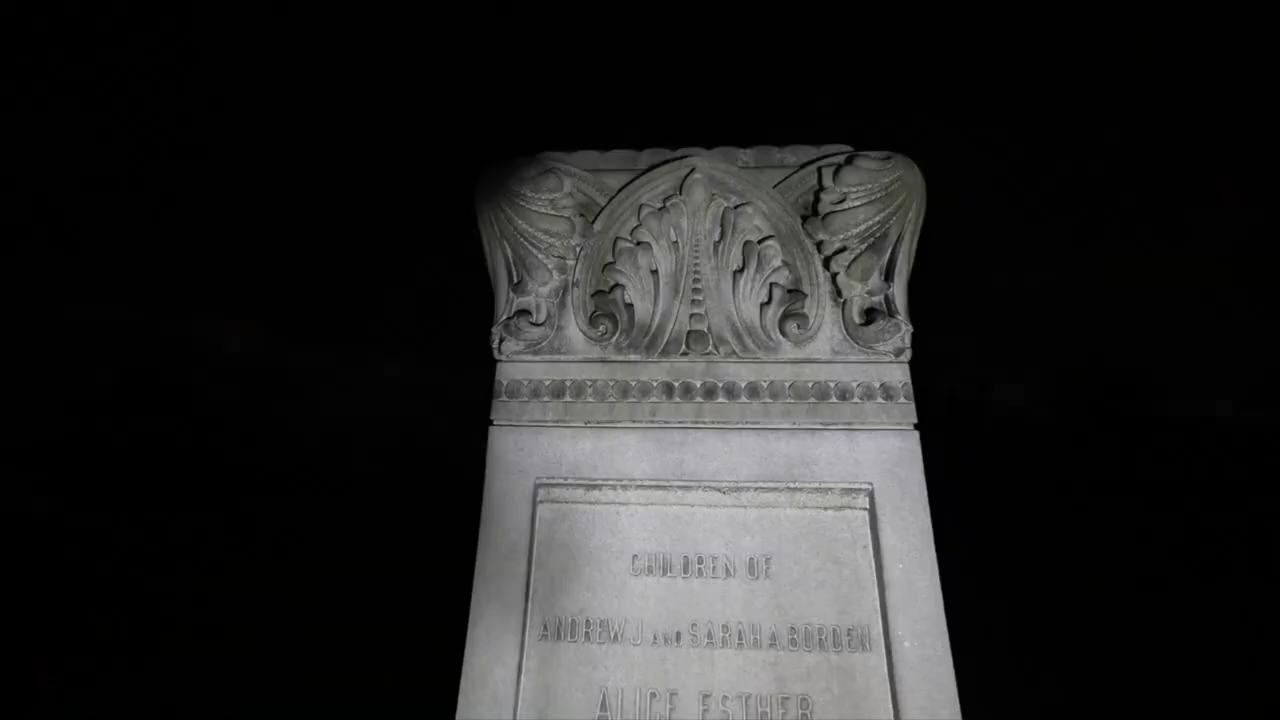 CHILDREN OF
ANDREW J AND SARAH A BORDEN
ALICE ESTHER